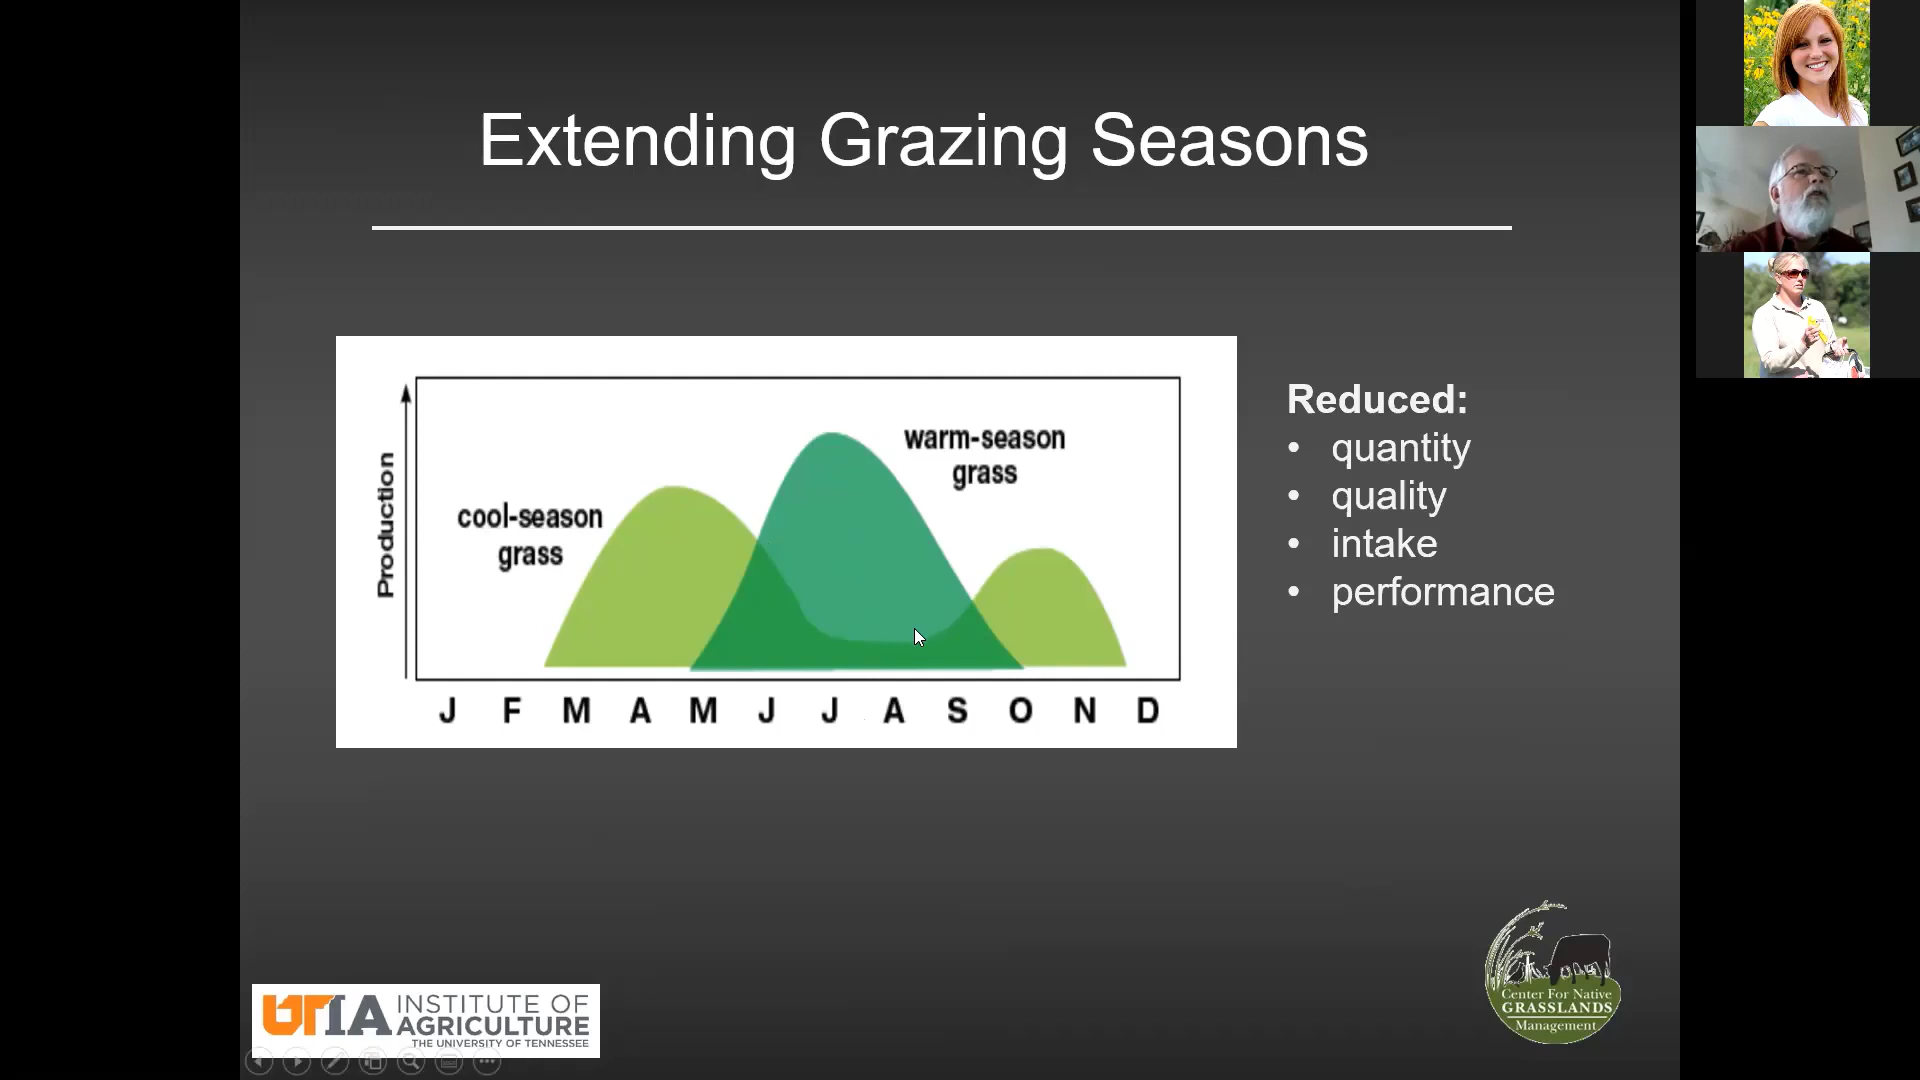 Extending Grazing Seasons
Production
cool-season
grass
warm-season
grass
J F M A M J J A S O N D
Reduced:
• quantity
• quality
• intake
• performance
UTIA INSTITUTE OF
AGRICULTURE
THE UNIVERSITY OF TENNESSEE
Center For Native
GRASSLANDS
Management